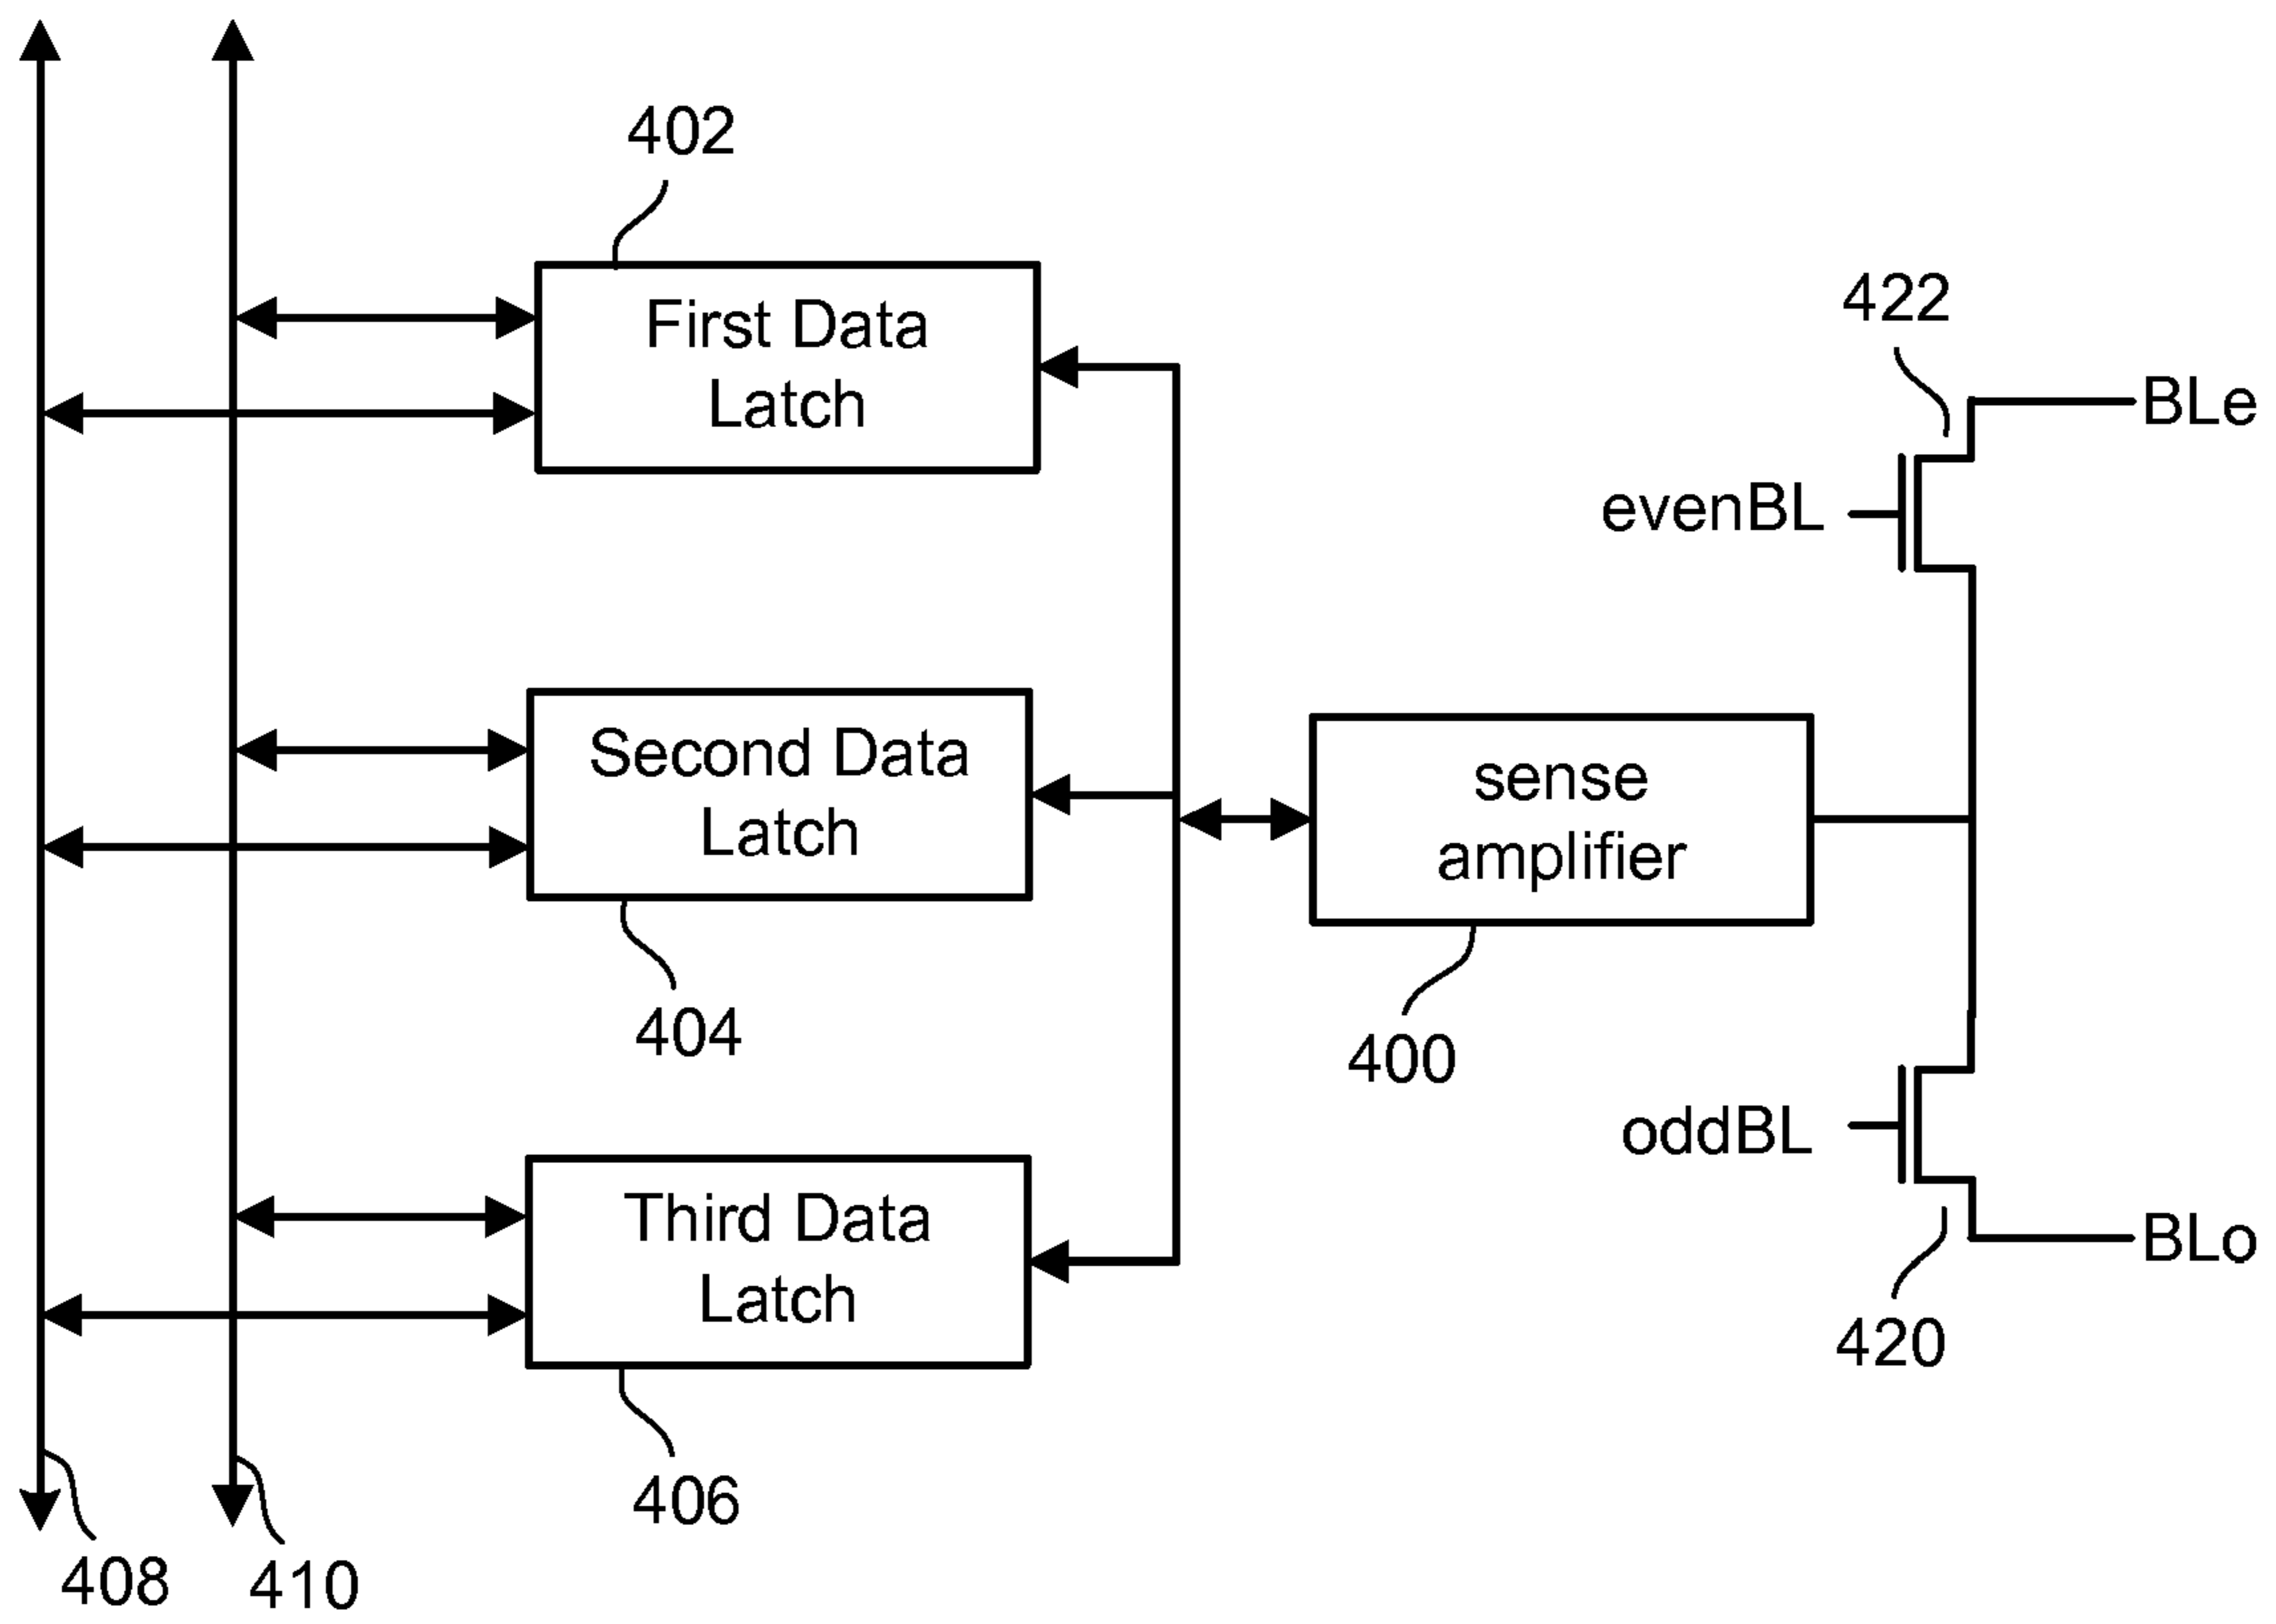 402
First Data
Latch
422
BLe
evenBL
Second Data
Latch
sense
amplifier
404
400
oddBL
Third Data
Latch
BLo
420
406
408
410